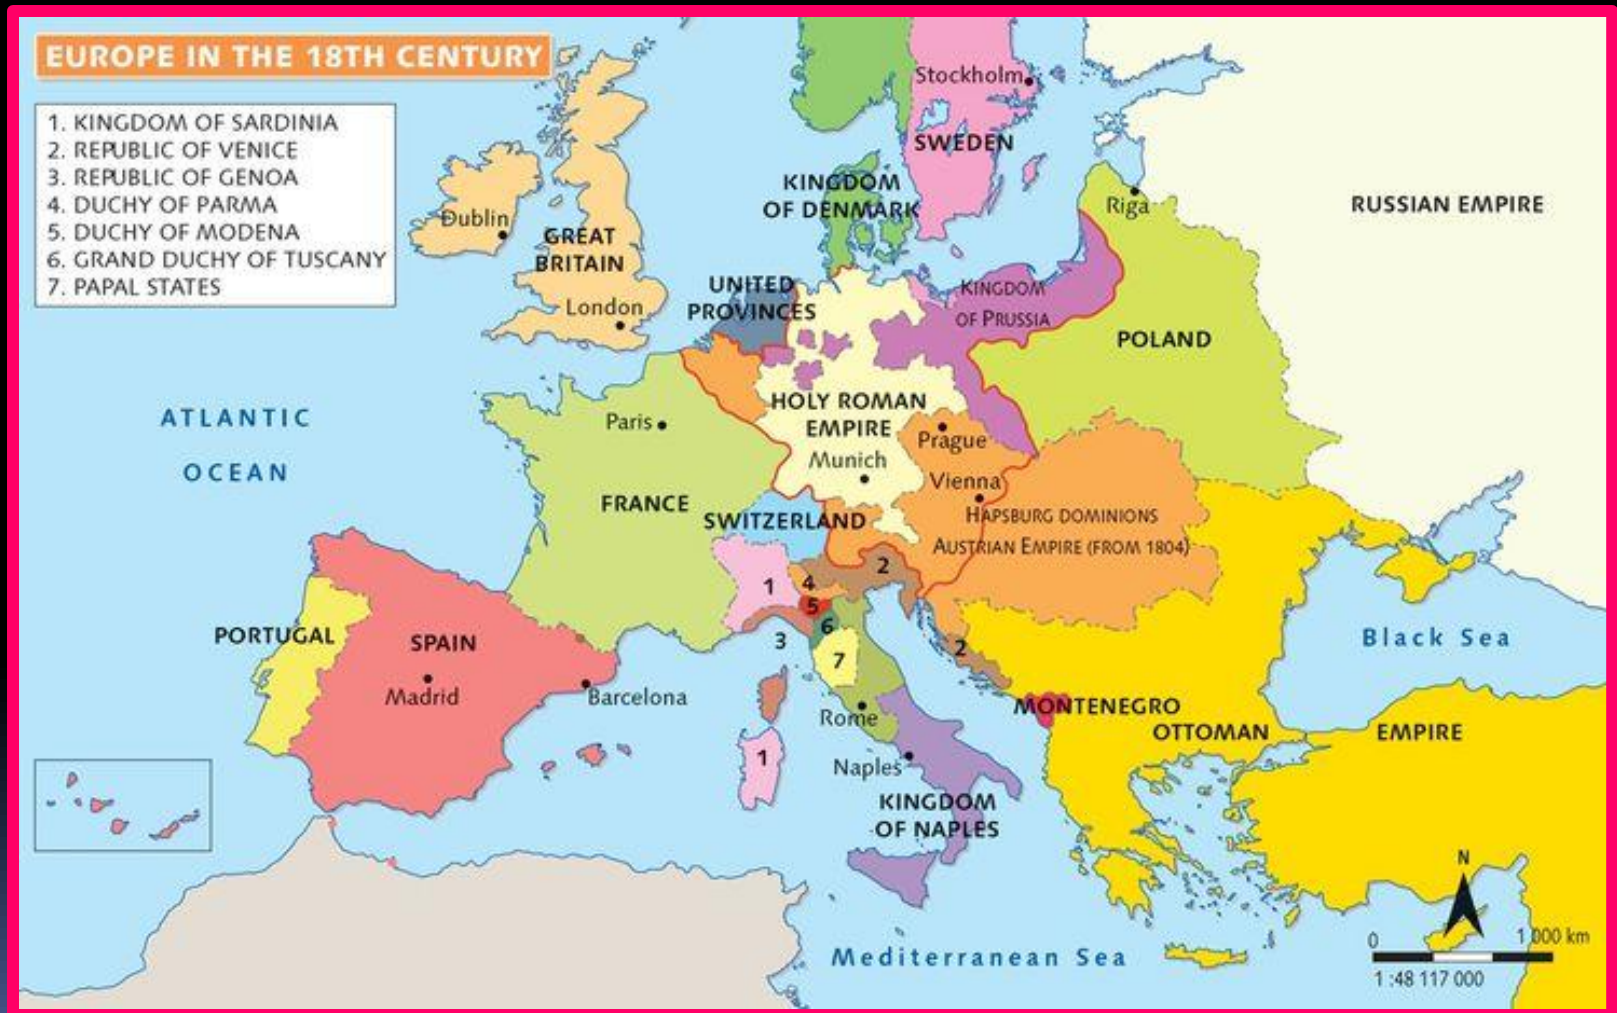 EUROPE IN THE 18TH CENTURY
1. KINGDOM OF SARDINIA
2. REPUBLIC OF VENICE
3. REPUBLIC OF GENOA
4. DUCHY OF PARMA
5. DUCHY OF MODENA
6. GRAND DUCHY OF TUSCANY
7. PAPAL STATES
Stockholm
SWEDEN
KINGDOM
OF DENMARK
Riga
RUSSIAN EMPIRE
Dublin
GREAT
BRITAIN
London
UNITED
PROVINCES
KINGDOM
OF PRUSSIA
POLAND
ATLANTIC
OCEAN
Paris
HOLY ROMAN
EMPIRE
Munich
Prague
Vienna
FRANCE
SWITZERLAND
HAPSBURG DOMINIONS
AUSTRIAN EMPIRE (FROM 1804)
1
4
2
5
6
3
7
2
PORTUGAL
SPAIN
Madrid
Barcelona
Black Sea
MONTENEGRO
OTTOMAN
EMPIRE
Rome
1
Naples
KINGDOM
OF NAPLES
Mediterranean Sea
N
0
1 000 km
1 :48 117 000